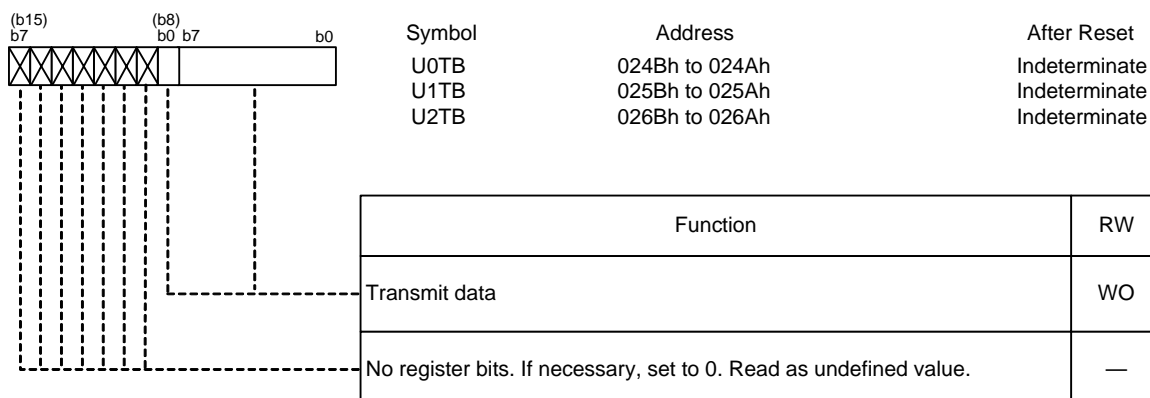 (b15) (b8)
b7 b0 b7 b0
Symbol Address After Reset
U0TB 024Bh to 024Ah Indeterminate
U1TB 025Bh to 025Ah Indeterminate
U2TB 026Bh to 026Ah Indeterminate
Function RW
Transmit data WO
No register bits. If necessary, set to 0. Read as undefined value. —